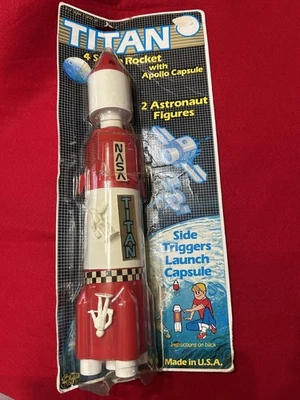 TITAN
4 Stage Rocket
with
Apollo Capsule
2 Astronaut
Figures
NASA
TITAN
Side
Triggers
Launch
Capsule
Instructions on back
Made in U.S.A.